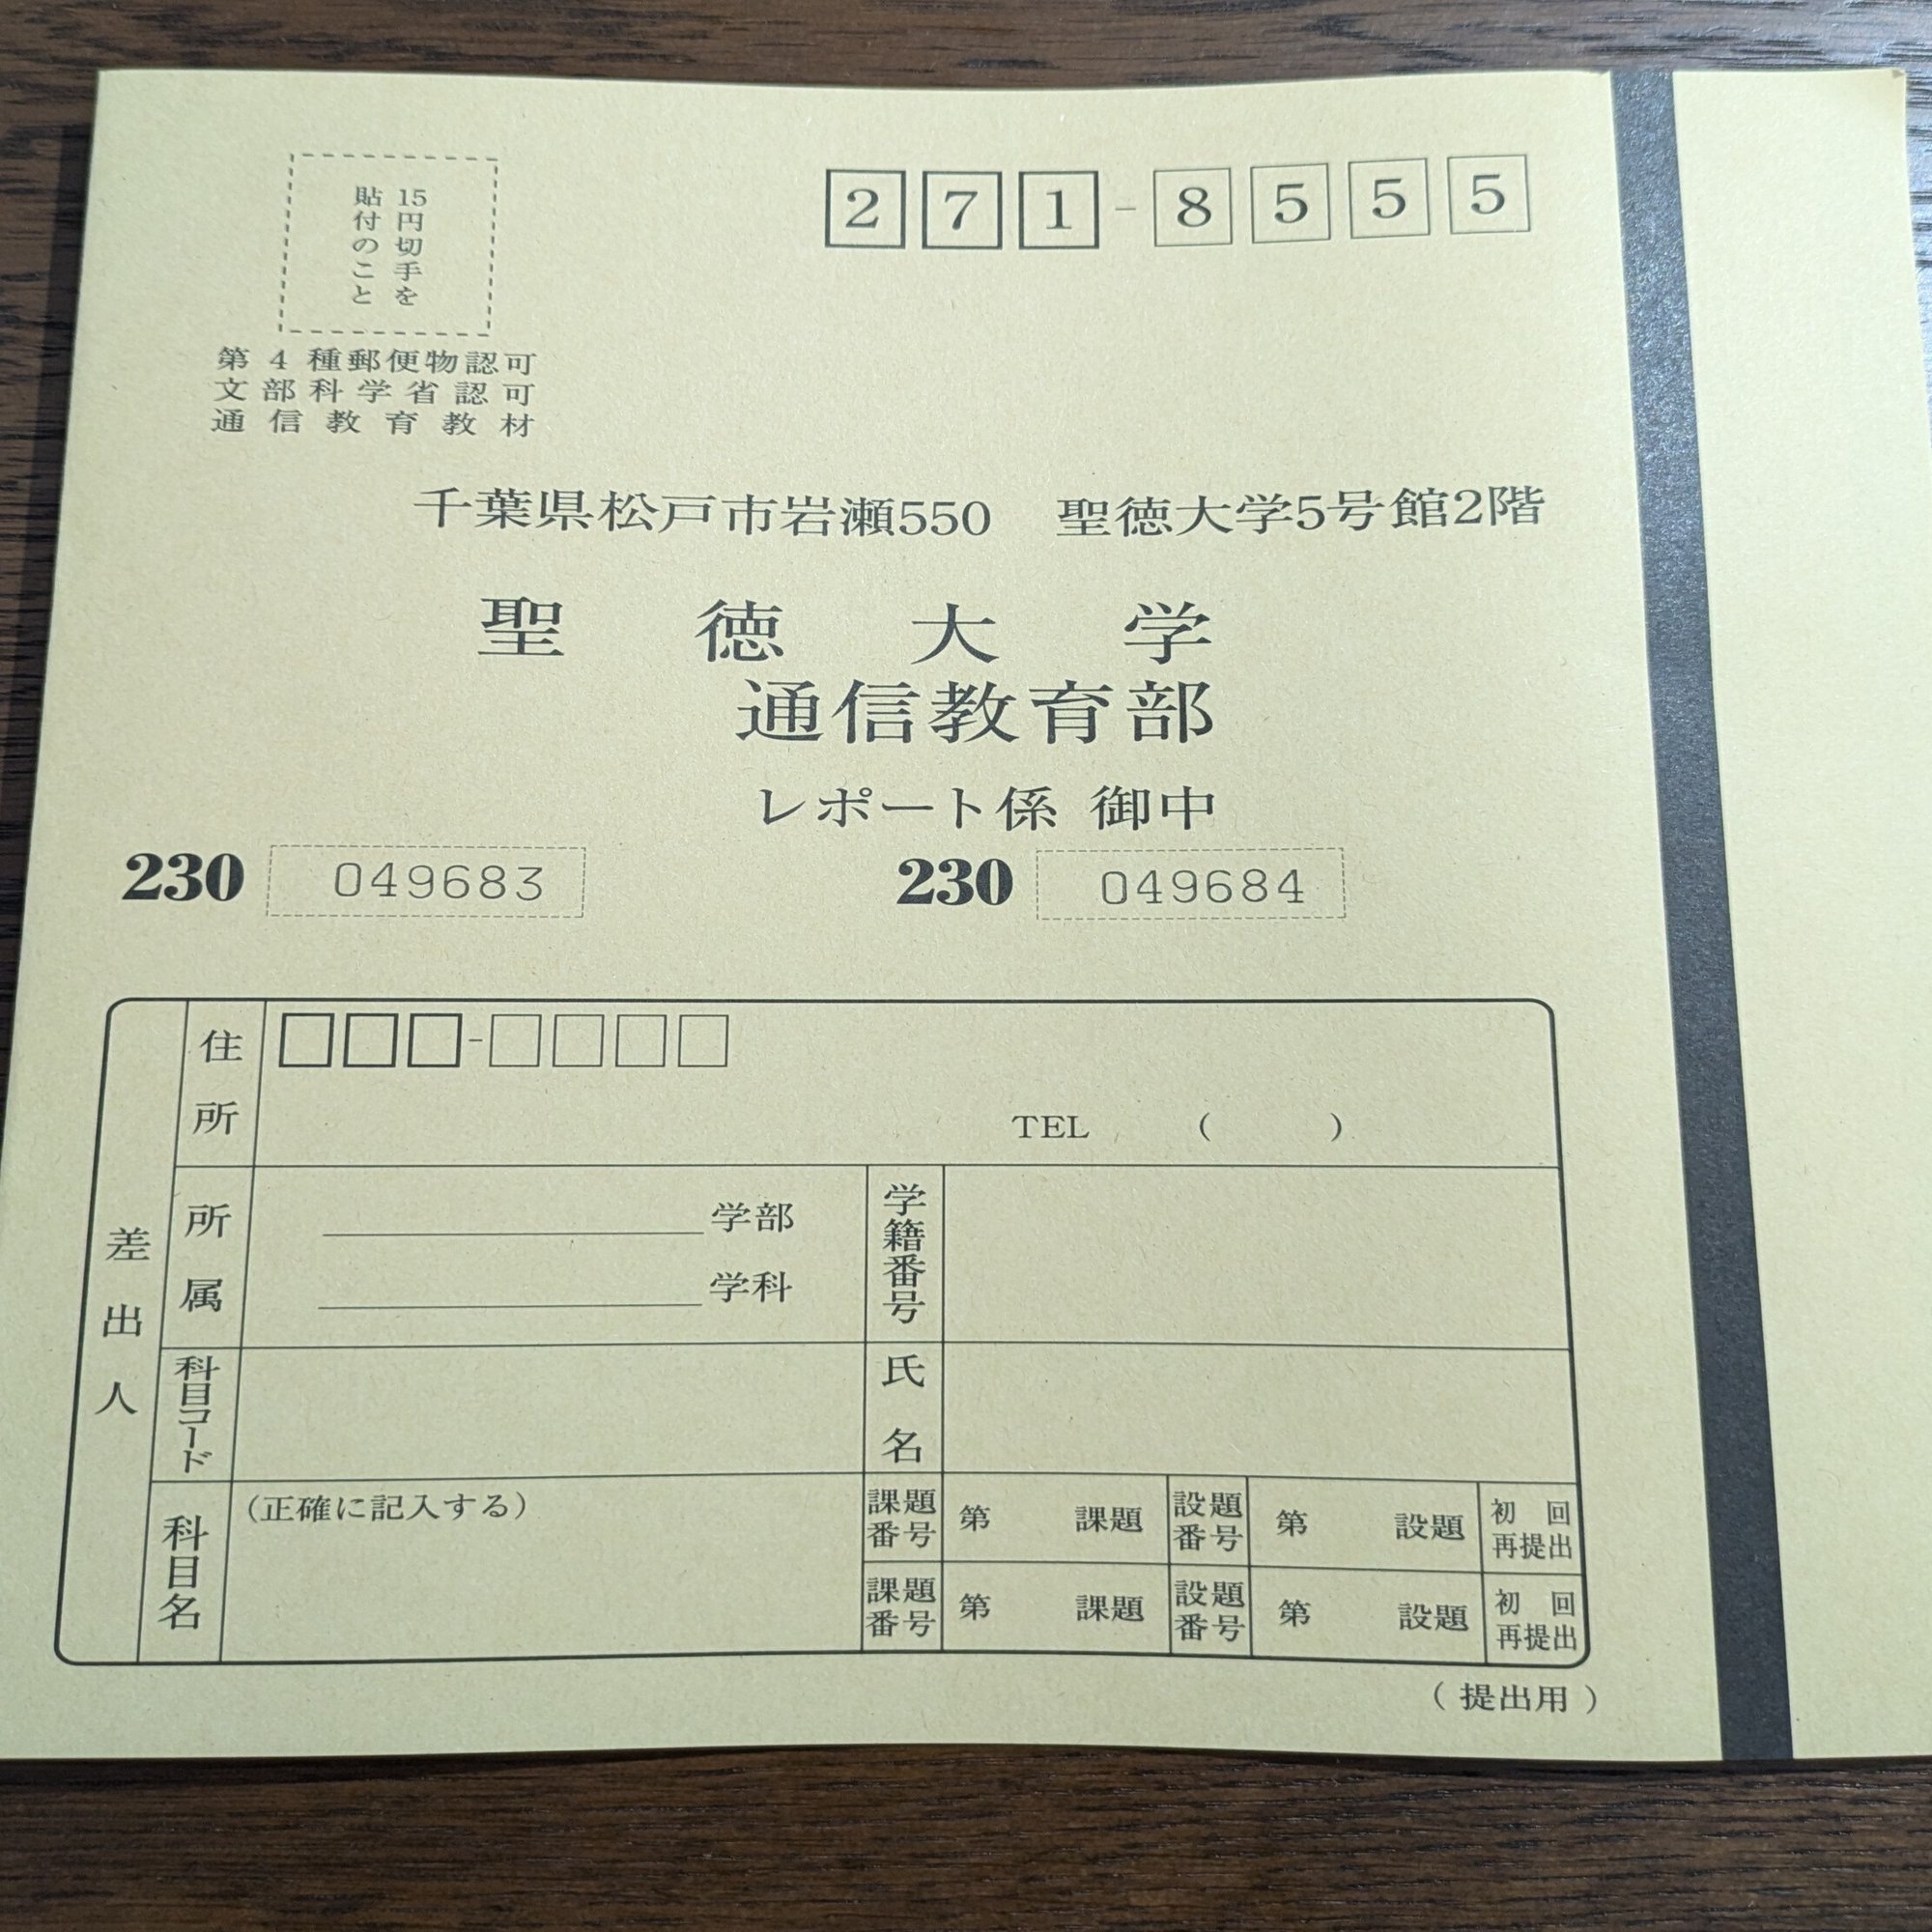 15円切手を
貼付のこと
271-8555
第4種郵便物認可
文部科学省認可
通信教育教材
千葉県松戸市岩瀬550 聖徳大学5号館2階
聖徳大学
通信教育部
レポート係 御中
230 049683 230 049684
差出人
住所
TEL ( )
所属
学部
学科
学籍番号
科目コード
氏名
科目名
(正確に記入する)
課題番号 第 課題 設題番号 第 設題 初回 再提出
課題番号 第 課題 設題番号 第 設題 初回 再提出
(提出用)